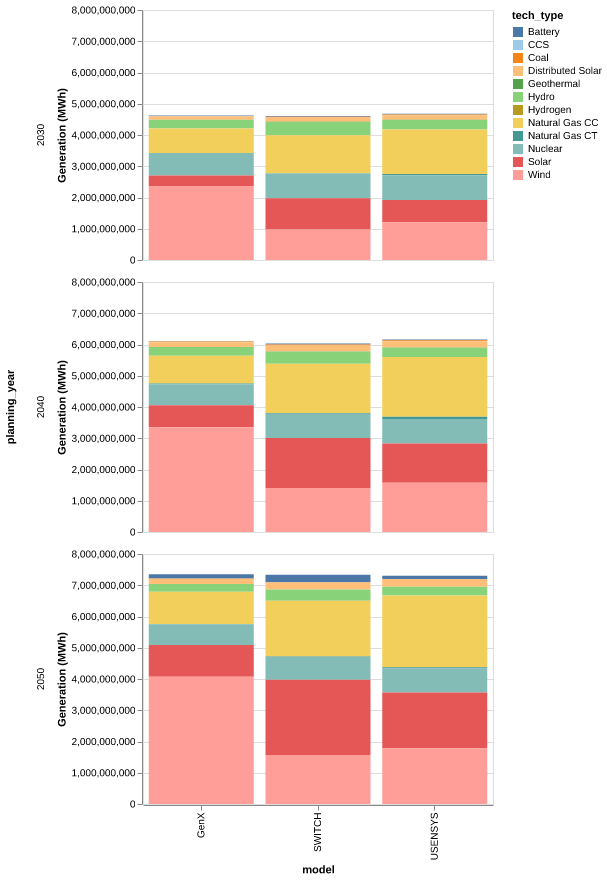 tech_type
Battery
CCS
Coal
Distributed Solar
Geothermal
Hydro
Hydrogen
Natural Gas CC
Natural Gas CT
Nuclear
Solar
Wind
planning_year
2030
Generation (MWh)
8,000,000,000
7,000,000,000
6,000,000,000
5,000,000,000
4,000,000,000
3,000,000,000
2,000,000,000
1,000,000,000
0
2040
Generation (MWh)
8,000,000,000
7,000,000,000
6,000,000,000
5,000,000,000
4,000,000,000
3,000,000,000
2,000,000,000
1,000,000,000
0
2050
Generation (MWh)
8,000,000,000
7,000,000,000
6,000,000,000
5,000,000,000
4,000,000,000
3,000,000,000
2,000,000,000
1,000,000,000
0
GenX
SWITCH
USENSYS
model